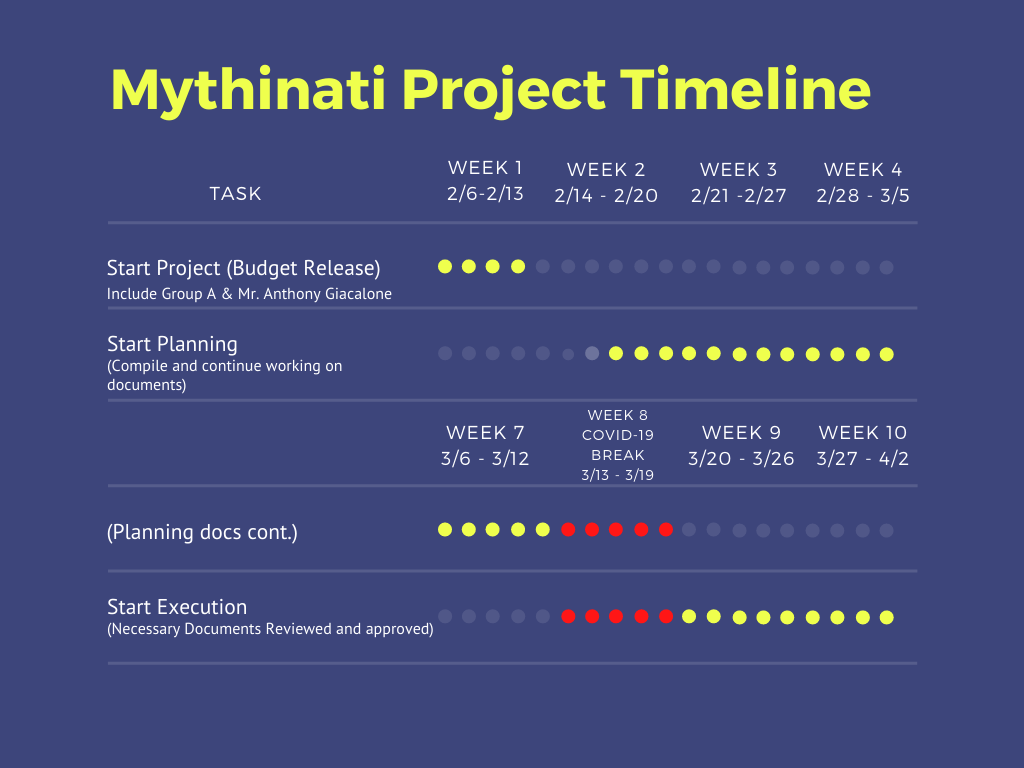 Mythinati Project Timeline
TASK
WEEK 1
2/6-2/13
WEEK 2
2/14 - 2/20
WEEK 3
2/21 -2/27
WEEK 4
2/28 - 3/5
Start Project (Budget Release)
Include Group A & Mr. Anthony Giacalone
Start Planning
(Compile and continue working on
documents)
WEEK 7
3/6 - 3/12
WEEK 8
COVID-19
BREAK
3/13 - 3/19
WEEK 9
3/20 - 3/26
WEEK 10
3/27 - 4/2
(Planning docs cont.)
Start Execution
(Necessary Documents Reviewed and approved)